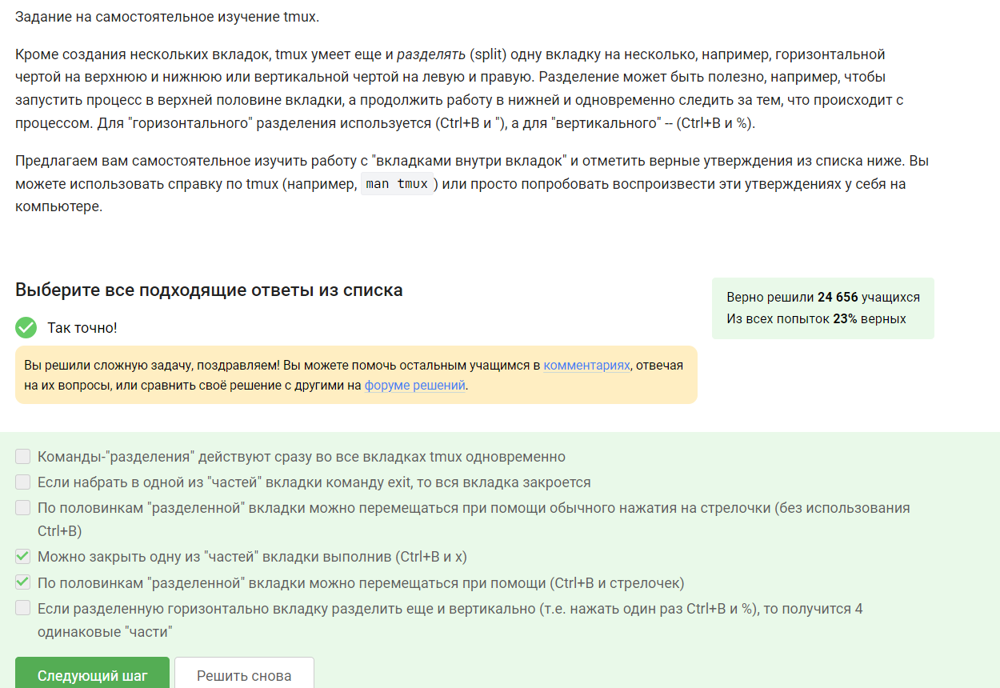 Задание на самостоятельное изучение tmux.
Кроме создания нескольких вкладок, tmux умеет еще и разделять (split) одну вкладку на несколько, например, горизонтальной
чертой на верхнюю и нижнюю или вертикальной чертой на левую и правую. Разделение может быть полезно, например, чтобы
запустить процесс в верхней половине вкладки, а продолжить работу в нижней и одновременно следить за тем, что происходит с
процессом. Для "горизонтального" разделения используется (Ctrl+B и "), а для "вертикального" -- (Ctrl+B и %).
Предлагаем вам самостоятельное изучить работу с "вкладками внутри вкладок" и отметить верные утверждения из списка ниже. Вы
можете использовать справку по tmux (например, man tmux ) или просто попробовать воспроизвести эти утверждениях у себя на
компьютере.
Выберите все подходящие ответы из списка
Верно решили 24 656 учащихся
Из всех попыток 23% верных
Так точно!
Вы решили сложную задачу, поздравляем! Вы можете помочь остальным учащимся в комментариях, отвечая
на их вопросы, или сравнить своё решение с другими на форуме решений.
Команды-"разделения" действуют сразу во все вкладках tmux одновременно
Если набрать в одной из "частей" вкладки команду exit, то вся вкладка закроется
По половинкам "разделенной" вкладки можно перемещаться при помощи обычного нажатия на стрелочки (без использования
Ctrl+B)
Можно закрыть одну из "частей" вкладки выполнив (Ctrl+B и x)
По половинкам "разделенной" вкладки можно перемещаться при помощи (Ctrl+B и стрелочек)
Если разделенную горизонтально вкладку разделить еще и вертикально (т.е. нажать один раз Ctrl+B и %), то получится 4
одинаковые "части"
Следующий шаг
Решить снова